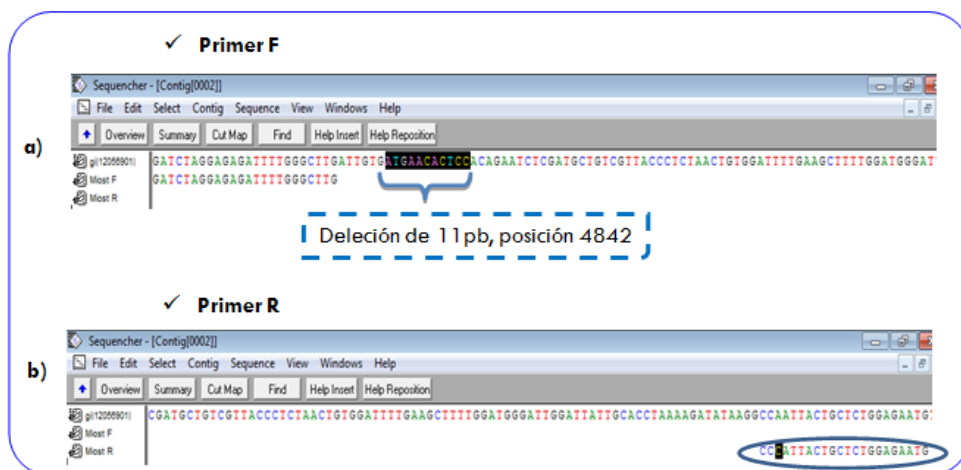 ✓ Primer F
a)
Sequencher - [Contig[0002]]
File Edit Select Contig Sequence View Windows Help
Overview Summary Cut Map Find Help Insert Help Reposition
gi|12056901| GATCTAGGAGAGATTTTGGGCTTGATTGTGATGAACACTCCACAGAATCTCGATGCTGTCGTTACCCTCTAACTGTGGATTTTGAAGCTTTTGGATGGGAT
Most F GATCTAGGAGAGATTTTGGGCTTG
Most R
Deleción de 11pb, posición 4842
✓ Primer R
b)
Sequencher - [Contig[0002]]
File Edit Select Contig Sequence View Windows Help
Overview Summary Cut Map Find Help Insert Help Reposition
gi|12056901| CGATGCTGTCGTTACCCTCTAACTGTGGATTTTGAAGCTTTTGGATGGGATTGGATTATTGCACCTAAAAGATATAAGGCCAATTACTGCTCTGGAGAATG
Most F
Most R CCCATTACTGCTCTGGAGAATG